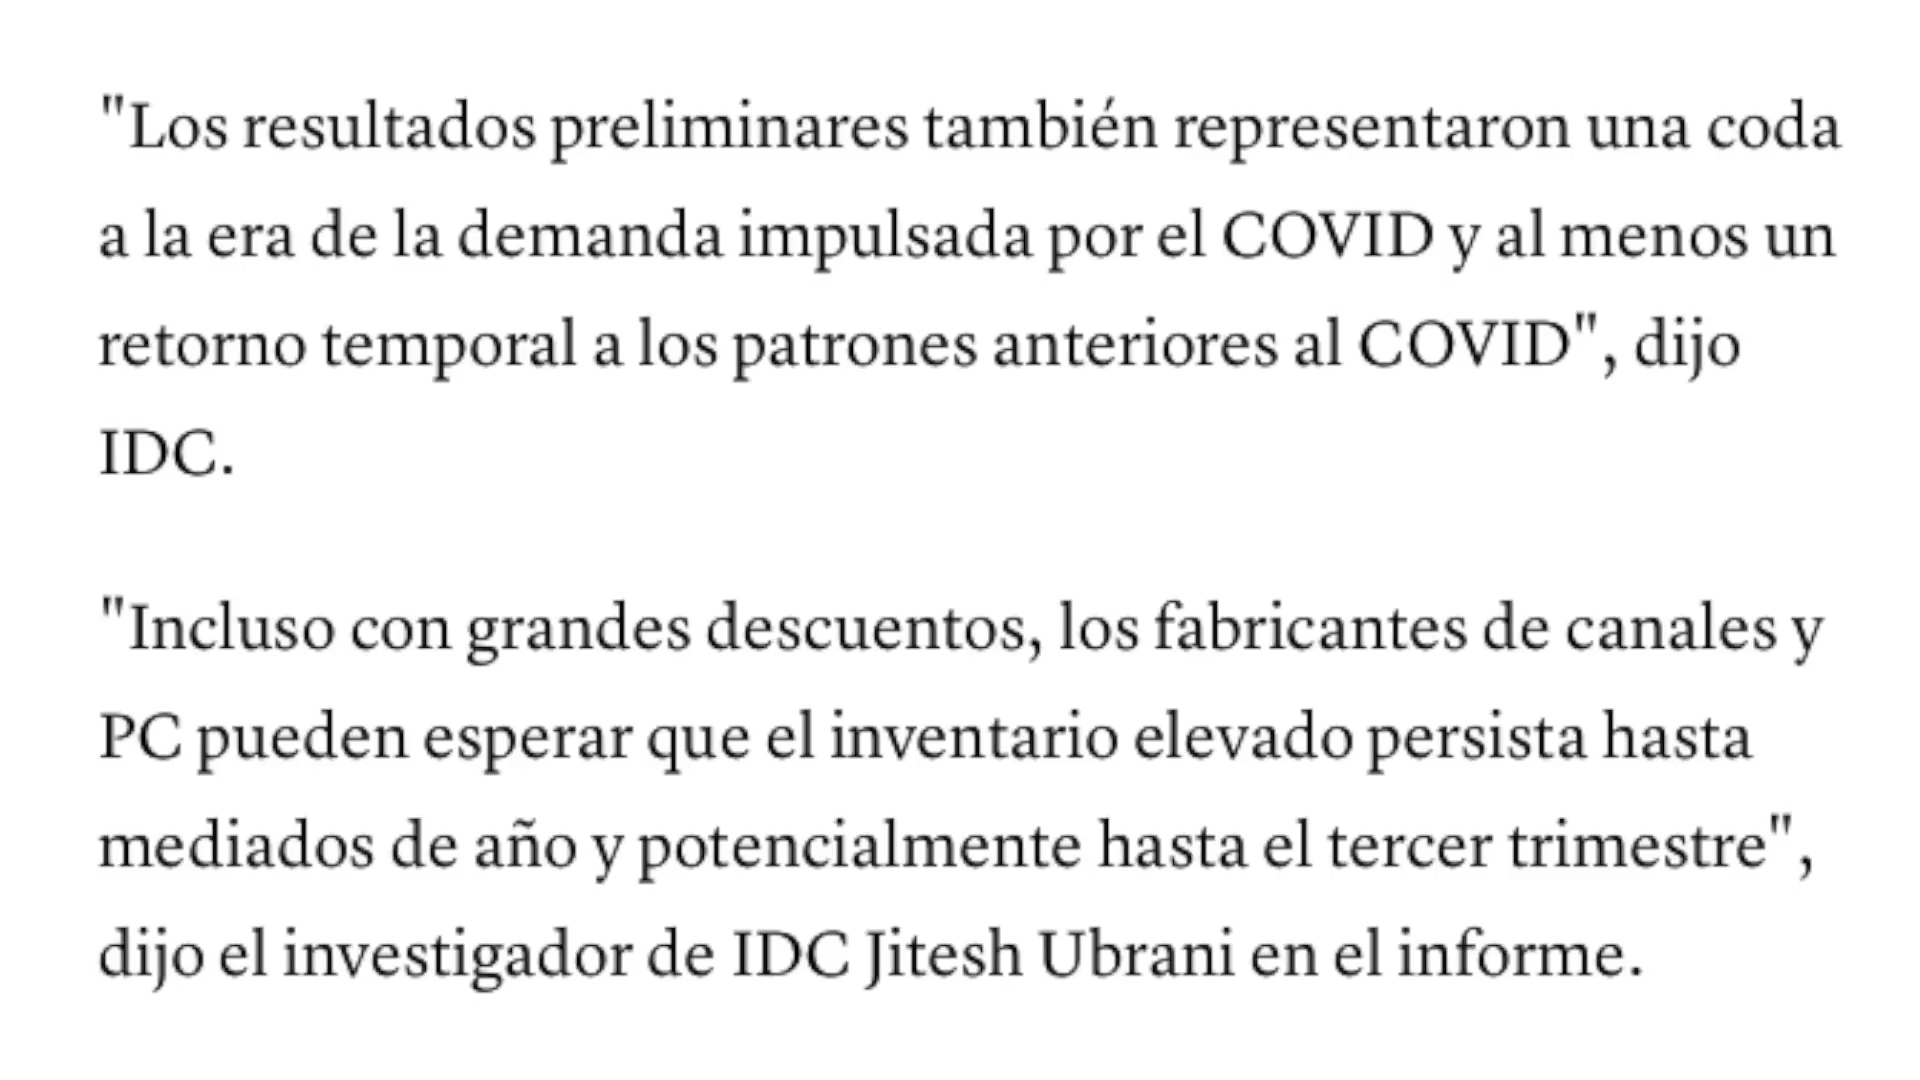 "Los resultados preliminares también representaron una coda
a la era de la demanda impulsada por el COVID y al menos un
retorno temporal a los patrones anteriores al COVID", dijo
IDC.
"Incluso con grandes descuentos, los fabricantes de canales y
PC pueden esperar que el inventario elevado persista hasta
mediados de año y potencialmente hasta el tercer trimestre",
dijo el investigador de IDC Jitesh Ubrani en el informe.